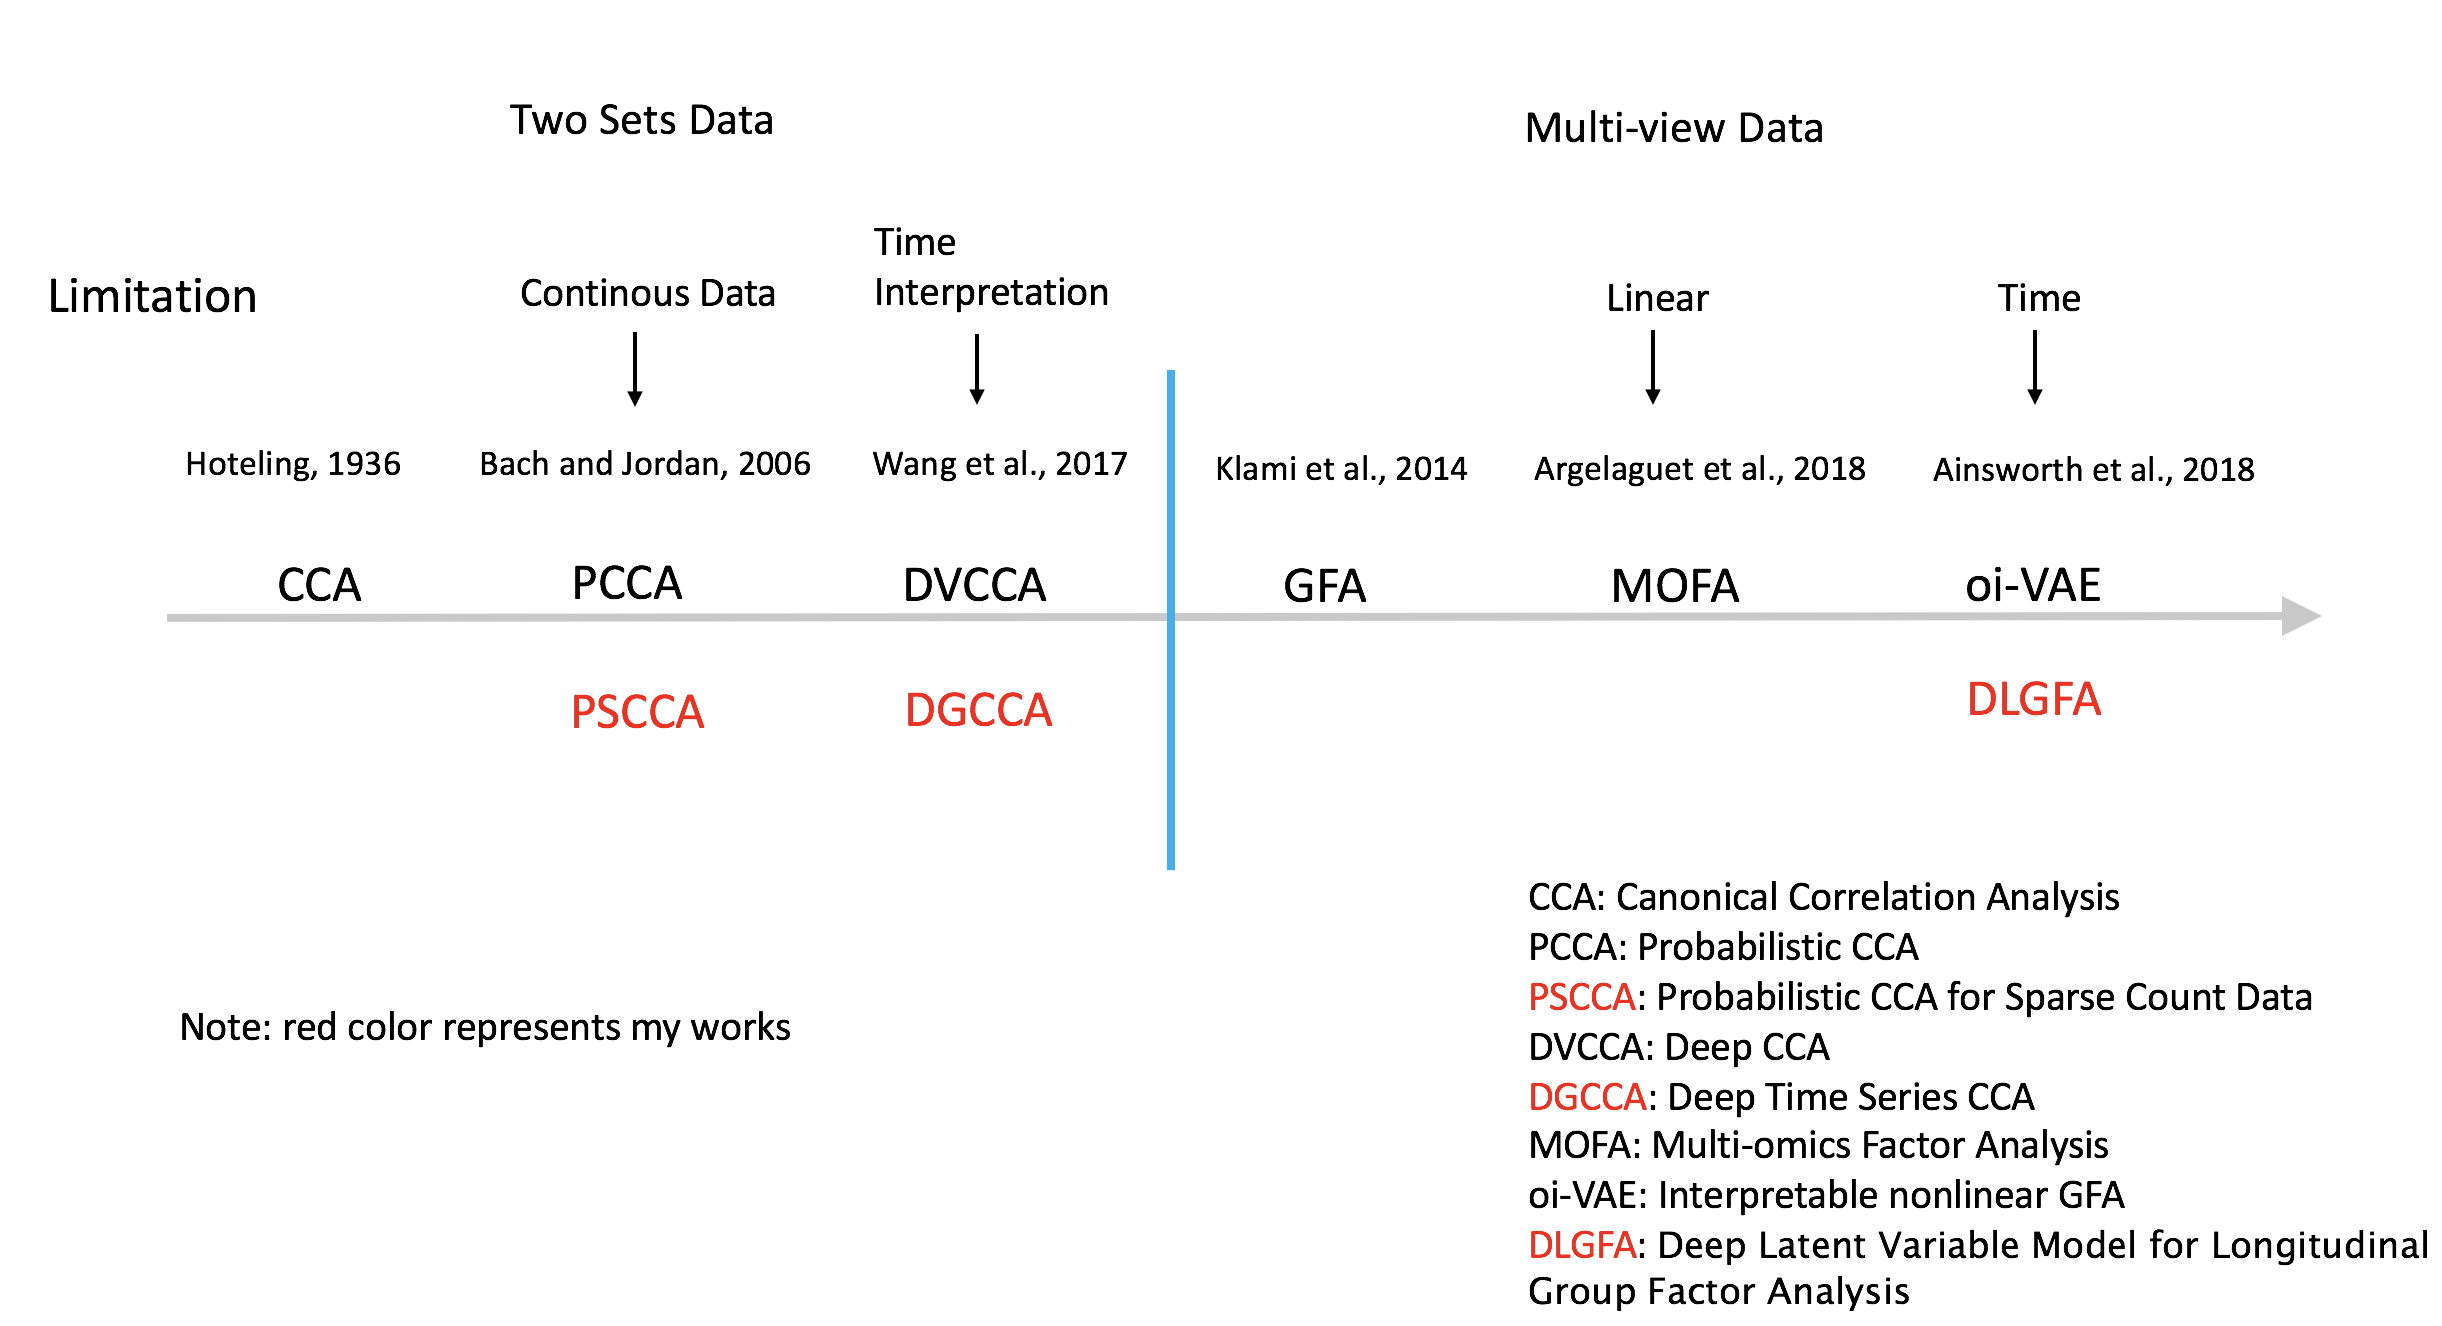 Two Sets Data
Multi-view Data
Limitation
Continous Data
Time
Interpretation
Linear
Time
Hoteling, 1936
Bach and Jordan, 2006
Wang et al., 2017
Klami et al., 2014
Argelaguet et al., 2018
Ainsworth et al., 2018
CCA
PCCA
DVCCA
GFA
MOFA
oi-VAE
PSCCA
DGCCA
DLGFA
Note: red color represents my works
CCA: Canonical Correlation Analysis
PCCA: Probabilistic CCA
PSCCA: Probabilistic CCA for Sparse Count Data
DVCCA: Deep CCA
DGCCA: Deep Time Series CCA
MOFA: Multi-omics Factor Analysis
oi-VAE: Interpretable nonlinear GFA
DLGFA: Deep Latent Variable Model for Longitudinal
Group Factor Analysis